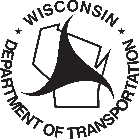 WISCONSIN
DEPARTMENT OF TRANSPORTATION